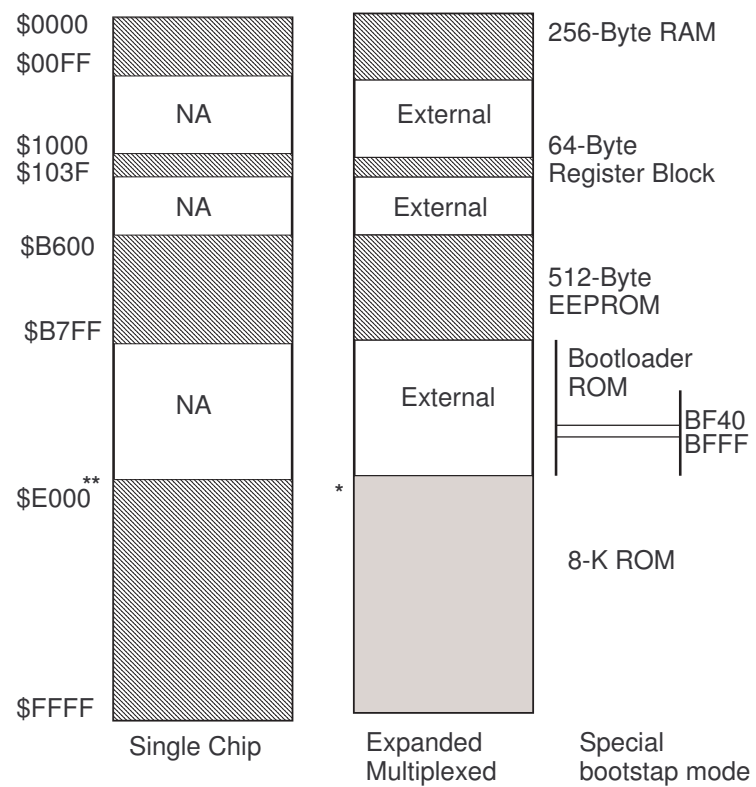 $0000
256-Byte RAM
$00FF
NA
External
$1000
64-Byte
$103F
Register Block
NA
External
$B600
512-Byte
EEPROM
$B7FF
Bootloader
ROM
NA
External
BF40
BFFF
**
$E000
*
8-K ROM
$FFFF
Single Chip
Expanded
Multiplexed
Special
bootstap mode